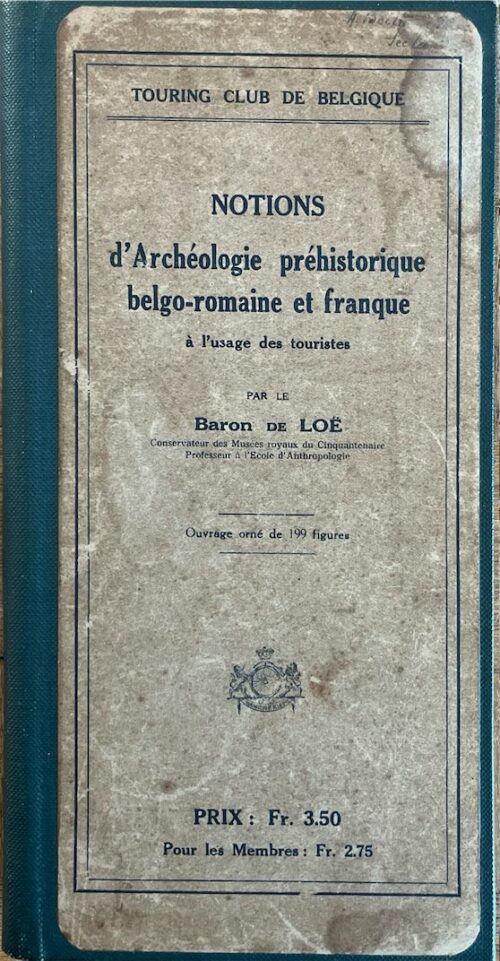 TOURING CLUB DE BELGIQUE
NOTIONS
d'Archéologie préhistorique
belgo-romaine et franque
à l'usage des touristes
PAR LE
Baron DE LOË
Conservateur des Musées royaux du Cinquantenaire
Professeur à l'Ecole d'Anthropologie
Ouvrage orné de 199 figures
PRIX : Fr. 3.50
Pour les Membres : Fr. 2.75